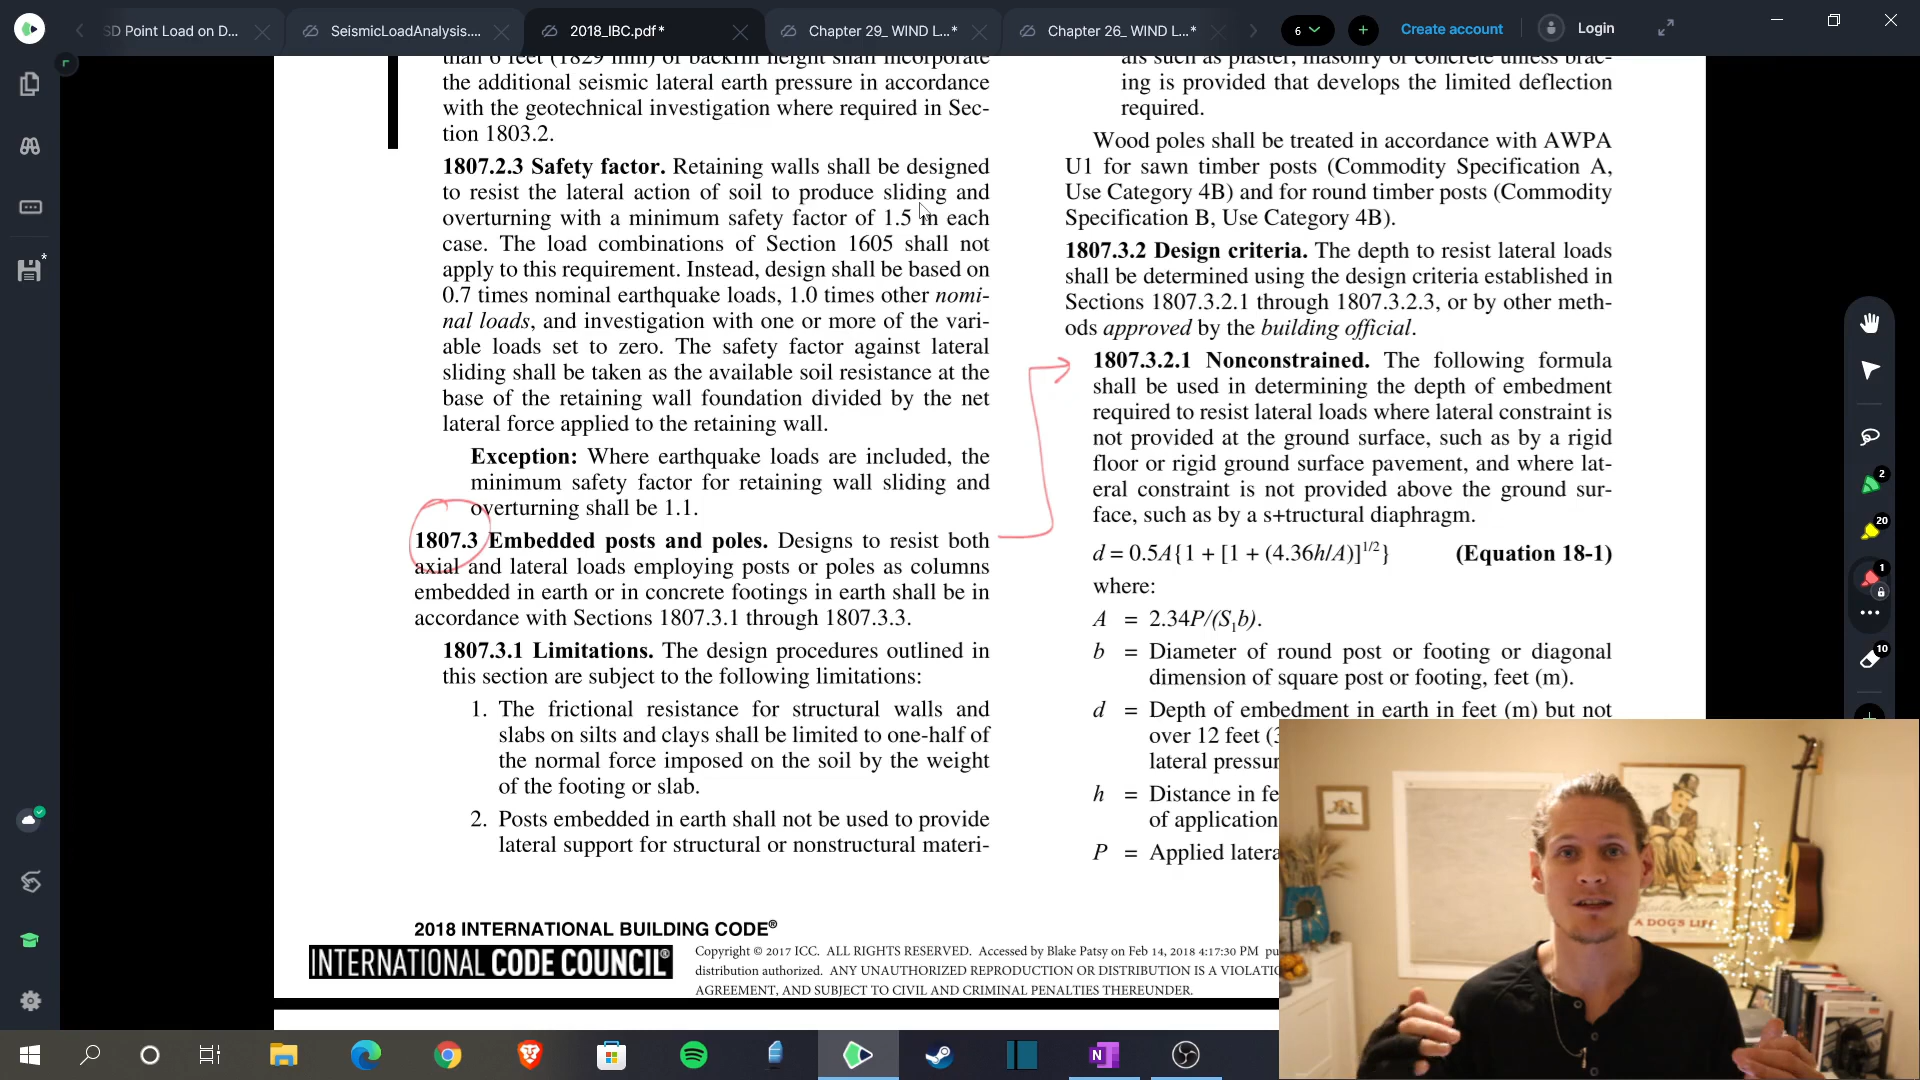 SD Point Load on D...
SeismicLoadAnalysis....
2018_IBC.pdf*
Chapter 29_ WIND L...*
Chapter 26_ WIND L...*
6
Create account
Login
than 6 feet (1829 mm) of backfill height shall incorporate
the additional seismic lateral earth pressure in accordance
with the geotechnical investigation where required in Sec-
tion 1803.2.
1807.2.3 Safety factor. Retaining walls shall be designed
to resist the lateral action of soil to produce sliding and
overturning with a minimum safety factor of 1.5 in each
case. The load combinations of Section 1605 shall not
apply to this requirement. Instead, design shall be based on
0.7 times nominal earthquake loads, 1.0 times other nomi-
nal loads, and investigation with one or more of the vari-
able loads set to zero. The safety factor against lateral
sliding shall be taken as the available soil resistance at the
base of the retaining wall foundation divided by the net
lateral force applied to the retaining wall.
Exception: Where earthquake loads are included, the
minimum safety factor for retaining wall sliding and
overturning shall be 1.1.
1807.3 Embedded posts and poles. Designs to resist both
axial and lateral loads employing posts or poles as columns
embedded in earth or in concrete footings in earth shall be in
accordance with Sections 1807.3.1 through 1807.3.3.
1807.3.1 Limitations. The design procedures outlined in
this section are subject to the following limitations:
1. The frictional resistance for structural walls and
slabs on silts and clays shall be limited to one-half of
the normal force imposed on the soil by the weight
of the footing or slab.
2. Posts embedded in earth shall not be used to provide
lateral support for structural or nonstructural materi-
als such as plaster, masonry or concrete unless brac-
ing is provided that develops the limited deflection
required.
Wood poles shall be treated in accordance with AWPA
U1 for sawn timber posts (Commodity Specification A,
Use Category 4B) and for round timber posts (Commodity
Specification B, Use Category 4B).
1807.3.2 Design criteria. The depth to resist lateral loads
shall be determined using the design criteria established in
Sections 1807.3.2.1 through 1807.3.2.3, or by other meth-
ods approved by the building official.
1807.3.2.1 Nonconstrained. The following formula
shall be used in determining the depth of embedment
required to resist lateral loads where lateral constraint is
not provided at the ground surface, such as by a rigid
floor or rigid ground surface pavement, and where lat-
eral constraint is not provided above the ground sur-
face, such as by a s+tructural diaphragm.
d = 0.5A{1 + [1 + (4.36h/A)]1/2} (Equation 18-1)
where:
A = 2.34P/(S1b).
b = Diameter of round post or footing or diagonal
dimension of square post or footing, feet (m).
d = Depth of embedment in earth in feet (m) but not
over 12 feet (3
lateral pressur
h = Distance in fe
of application
P = Applied latera
2018 INTERNATIONAL BUILDING CODE®
INTERNATIONAL CODE COUNCIL®
Copyright © 2017 ICC. ALL RIGHTS RESERVED. Accessed by Blake Patsy on Feb 14, 2018 4:17:30 PM pu
distribution authorized. ANY UNAUTHORIZED REPRODUCTION OR DISTRIBUTION IS A VIOLATIO
AGREEMENT, AND SUBJECT TO CIVIL AND CRIMINAL PENALTIES THEREUNDER.
2
20
1
10
A DOG'S LIFE
N